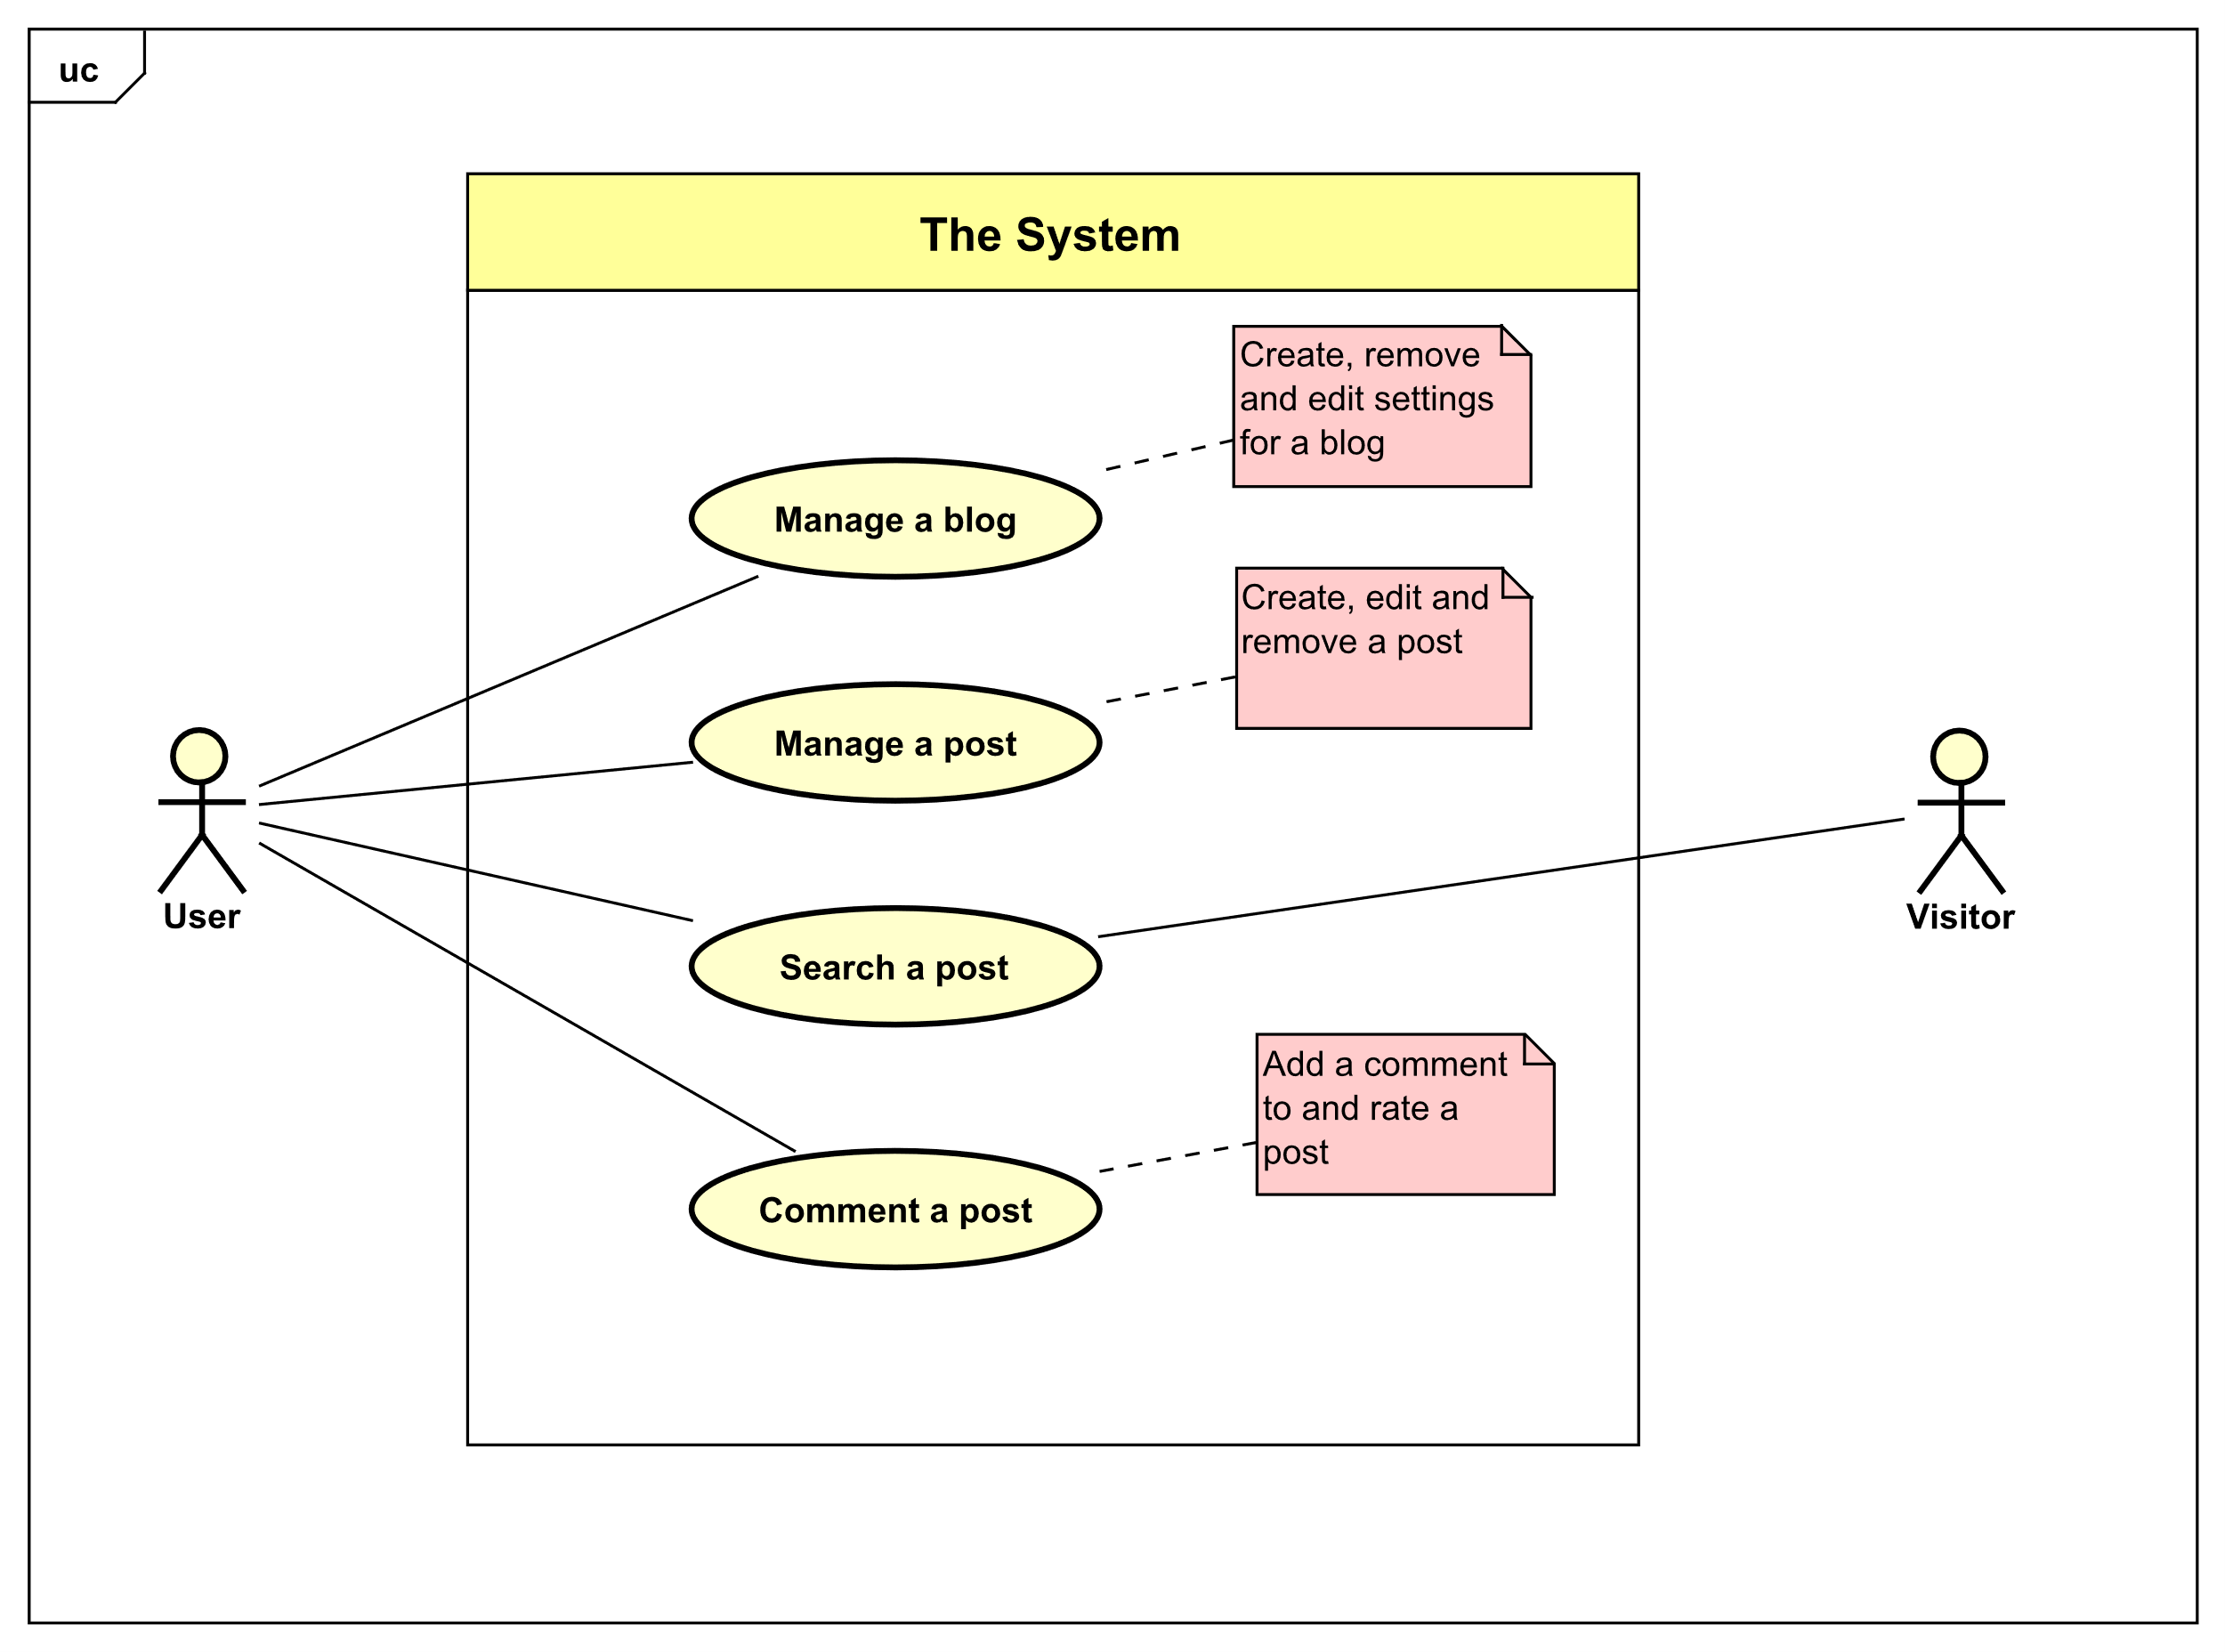 uc
The System
Create, remove
and edit settings
for a blog
Manage a blog
Create, edit and
remove a post
Manage a post
User
Visitor
Search a post
Add a comment
to and rate a
post
Comment a post